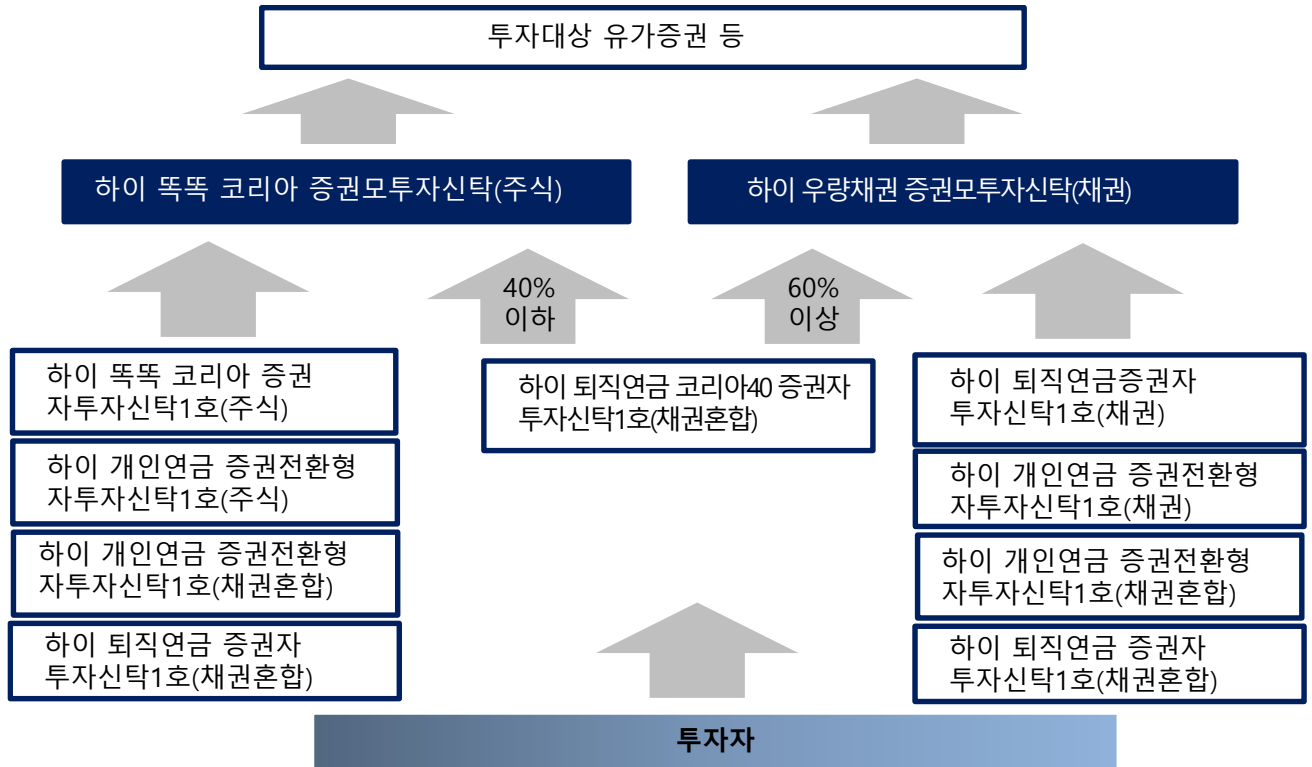 투자대상 유가증권 등
하이 똑똑 코리아 증권모투자신탁(주식)
하이 우량채권 증권모투자신탁(채권)
40%
이하
60%
이상
하이 똑똑 코리아 증권
자투자신탁1호(주식)
하이 개인연금 증권전환형
자투자신탁1호(주식)
하이 개인연금 증권전환형
자투자신탁1호(채권혼합)
하이 퇴직연금 증권자
투자신탁1호(채권혼합)
하이 퇴직연금 코리아40 증권자
투자신탁1호(채권혼합)
하이 퇴직연금증권자
투자신탁1호(채권)
하이 개인연금 증권전환형
자투자신탁1호(채권)
하이 개인연금 증권전환형
자투자신탁1호(채권혼합)
하이 퇴직연금 증권자
투자신탁1호(채권혼합)
투자자